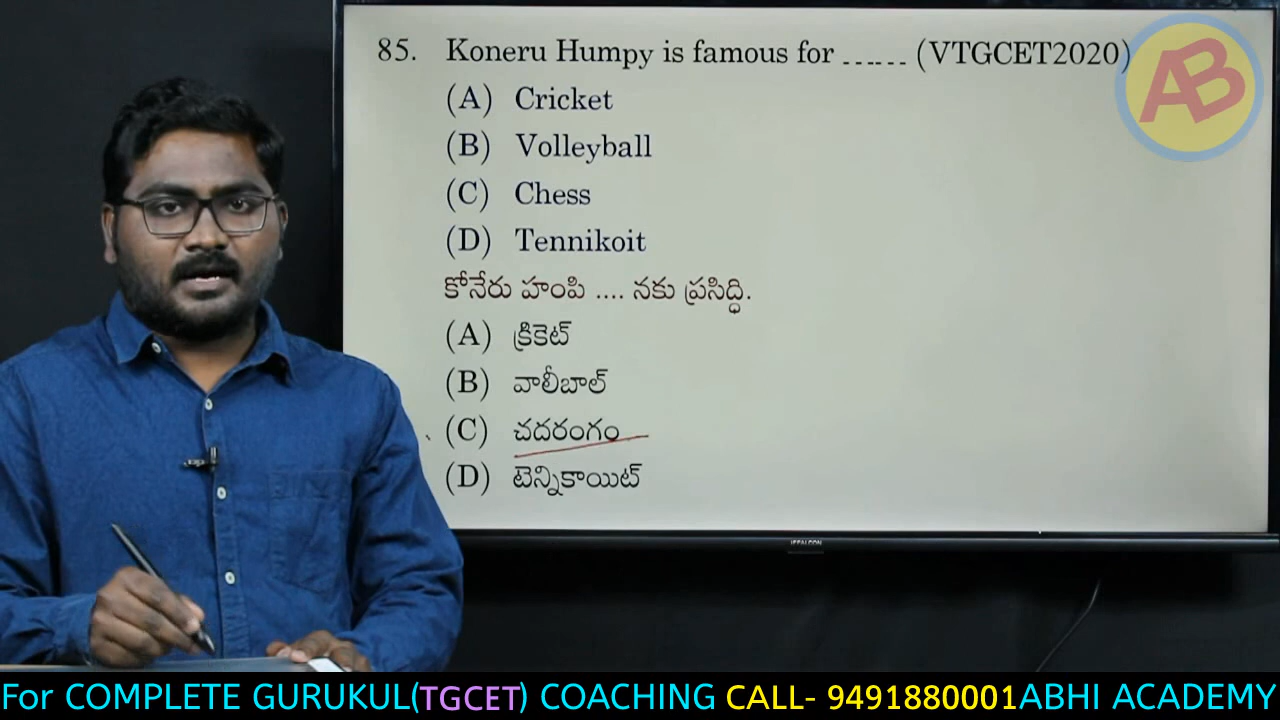 85. Koneru Humpy is famous for ...... (VTGCET2020)
(A) Cricket
(B) Volleyball
(C) Chess
(D) Tennikoit
కోనేరు హంపి .... నకు ప్రసిద్ధి.
(A) క్రికెట్
(B) వాలీబాల్
(C) చదరంగం
(D) టెన్నికాయిట్
AB
iFFALCON
For COMPLETE GURUKUL(TGCET) COACHING CALL- 9491880001ABHI ACADEMY